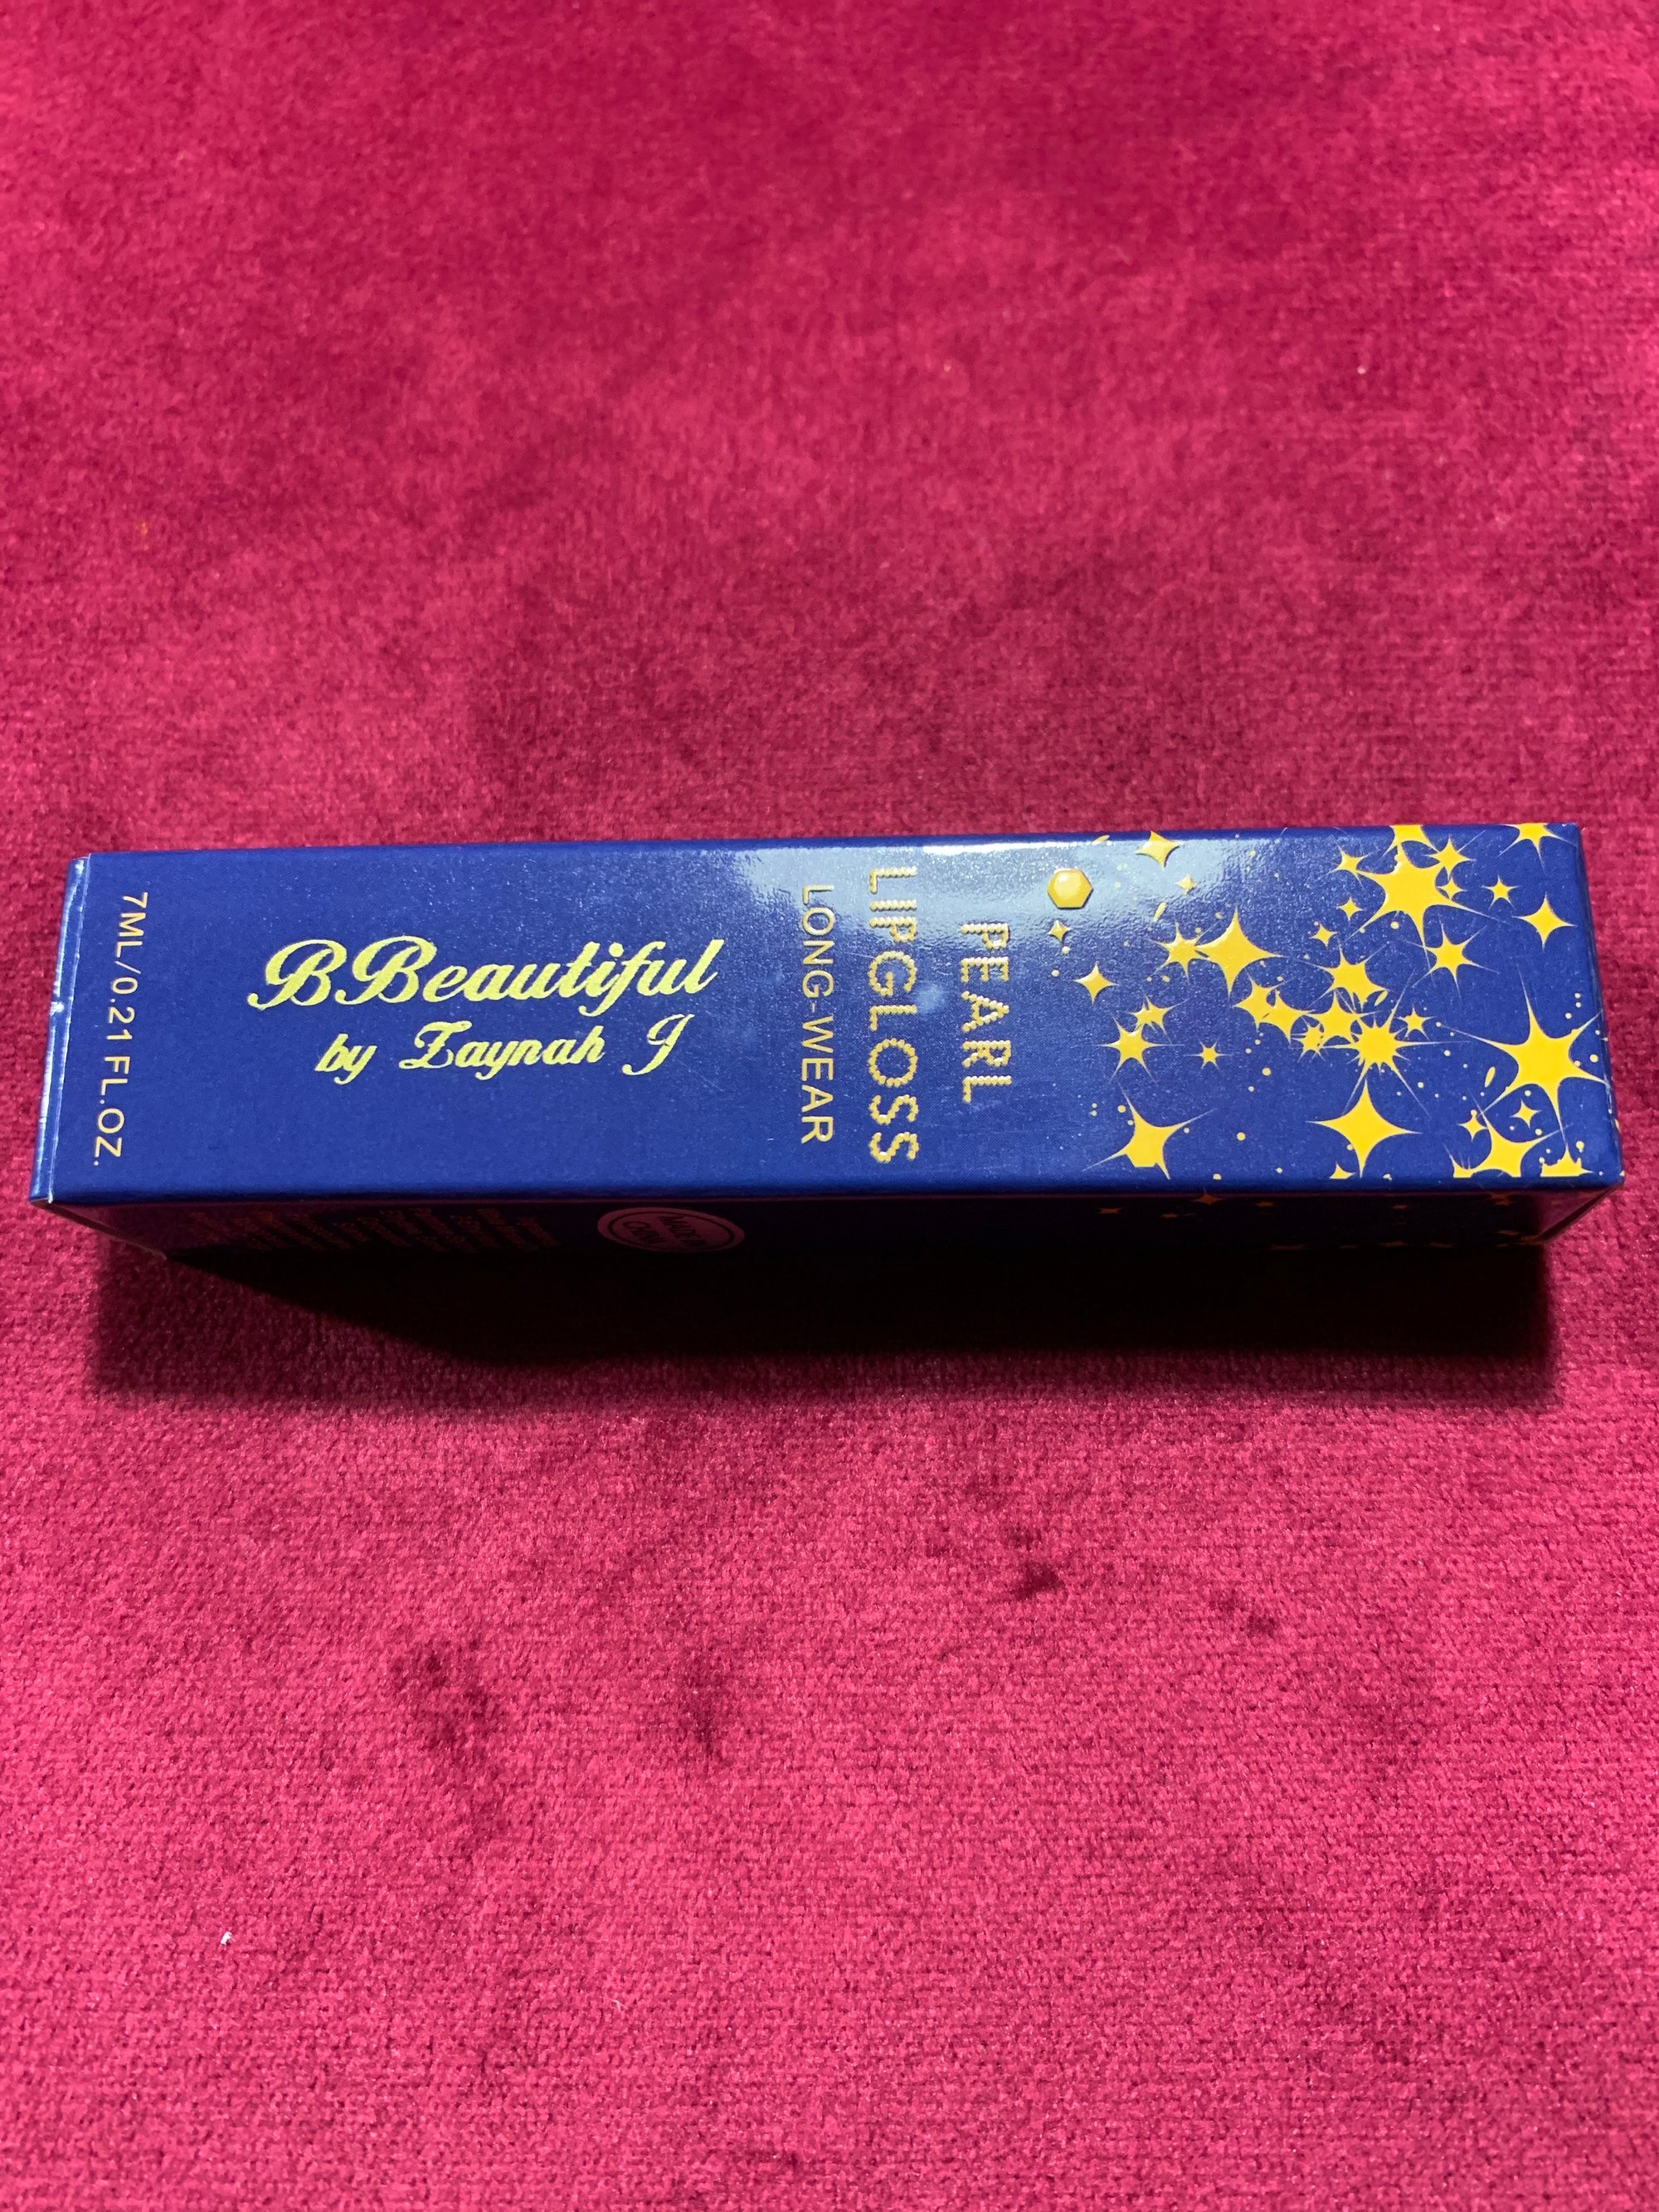 PEARL
LIPGLOSS
LONG-WEAR
BBeautiful
by Zaynah J
7ML/0.21 FL.OZ.